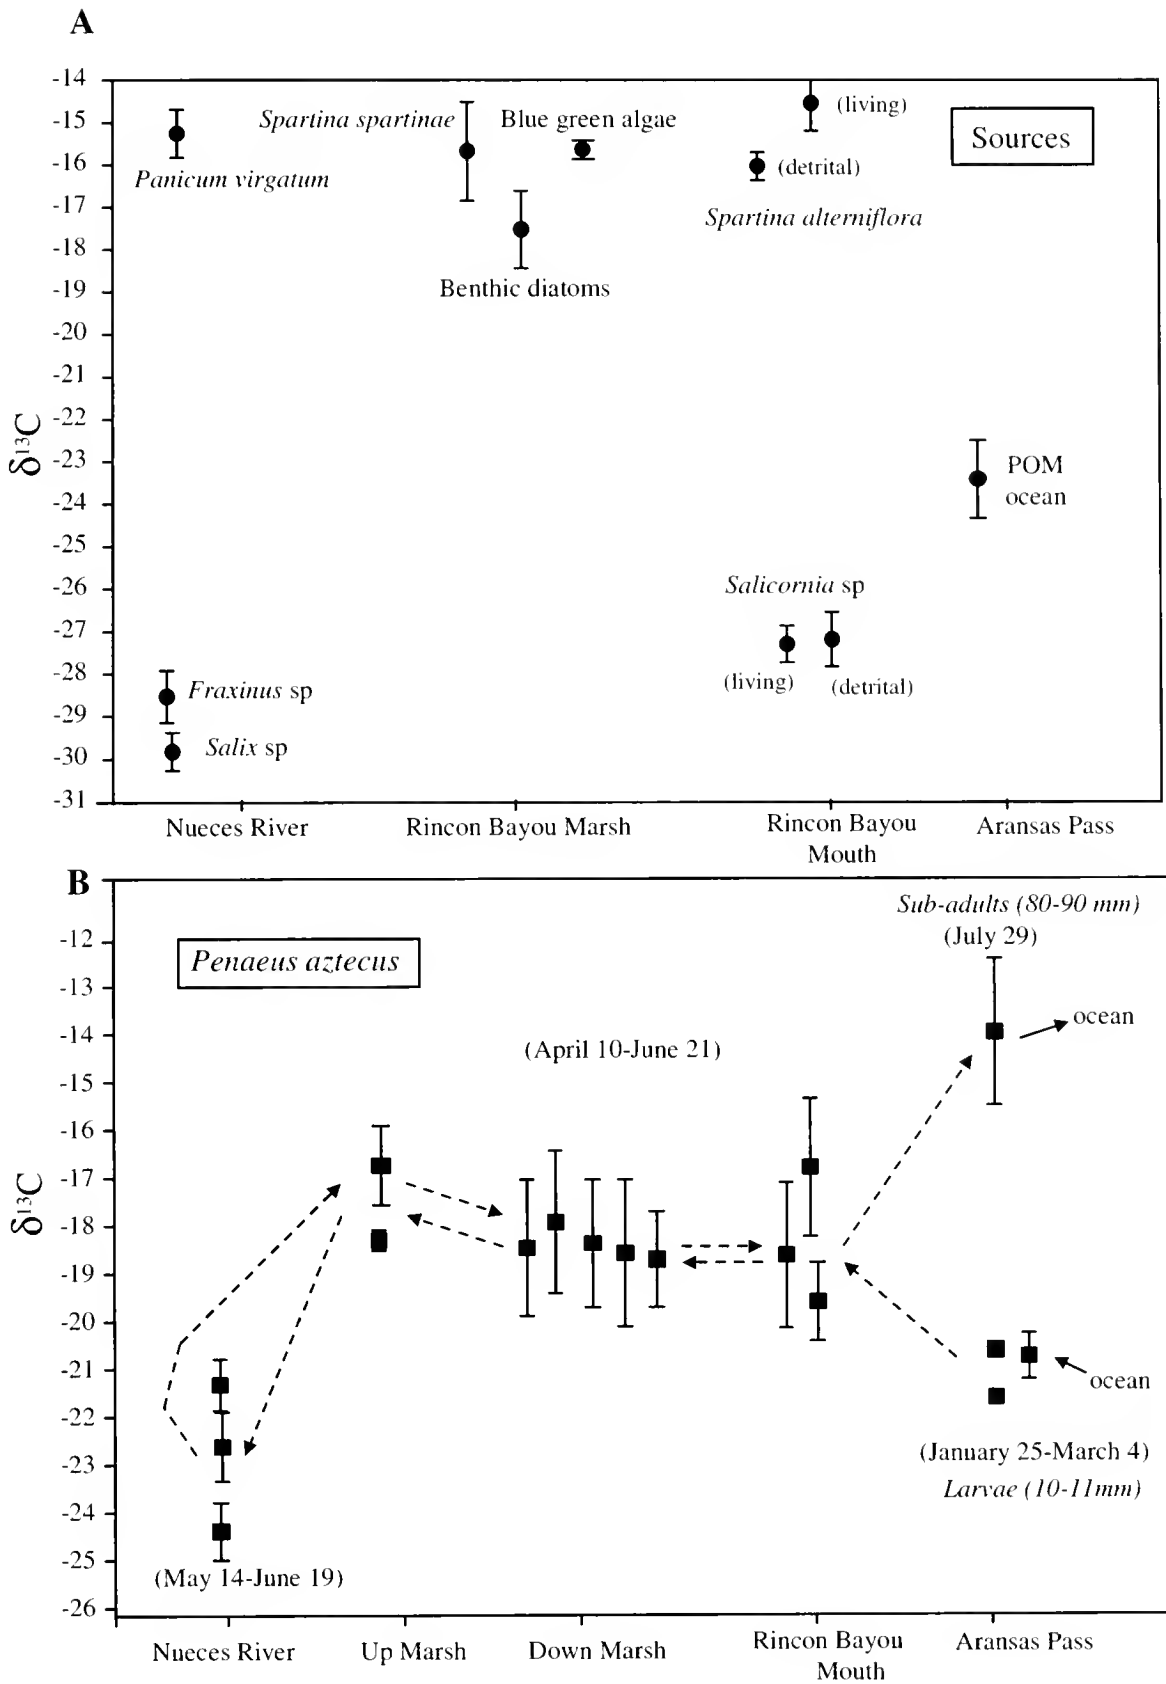 A
-14
-15
-16
-17
-18
-19
-20
-21
-22
-23
-24
-25
-26
-27
-28
-29
-30
-31
δ13C
Spartina spartinae
Blue green algae
(living)
Sources
Panicum virgatum
(detrital)
Spartina alterniflora
Benthic diatoms
POM
ocean
Salicornia sp
(living)
(detrital)
Fraxinus sp
Salix sp
Nueces River
Rincon Bayou Marsh
Rincon Bayou
Mouth
Aransas Pass
B
-12
-13
-14
-15
-16
-17
-18
-19
-20
-21
-22
-23
-24
-25
-26
δ13C
Penaeus aztecus
Sub-adults (80-90 mm)
(July 29)
ocean
(April 10-June 21)
ocean
(January 25-March 4)
Larvae (10-11mm)
(May 14-June 19)
Nueces River
Up Marsh
Down Marsh
Rincon Bayou
Mouth
Aransas Pass